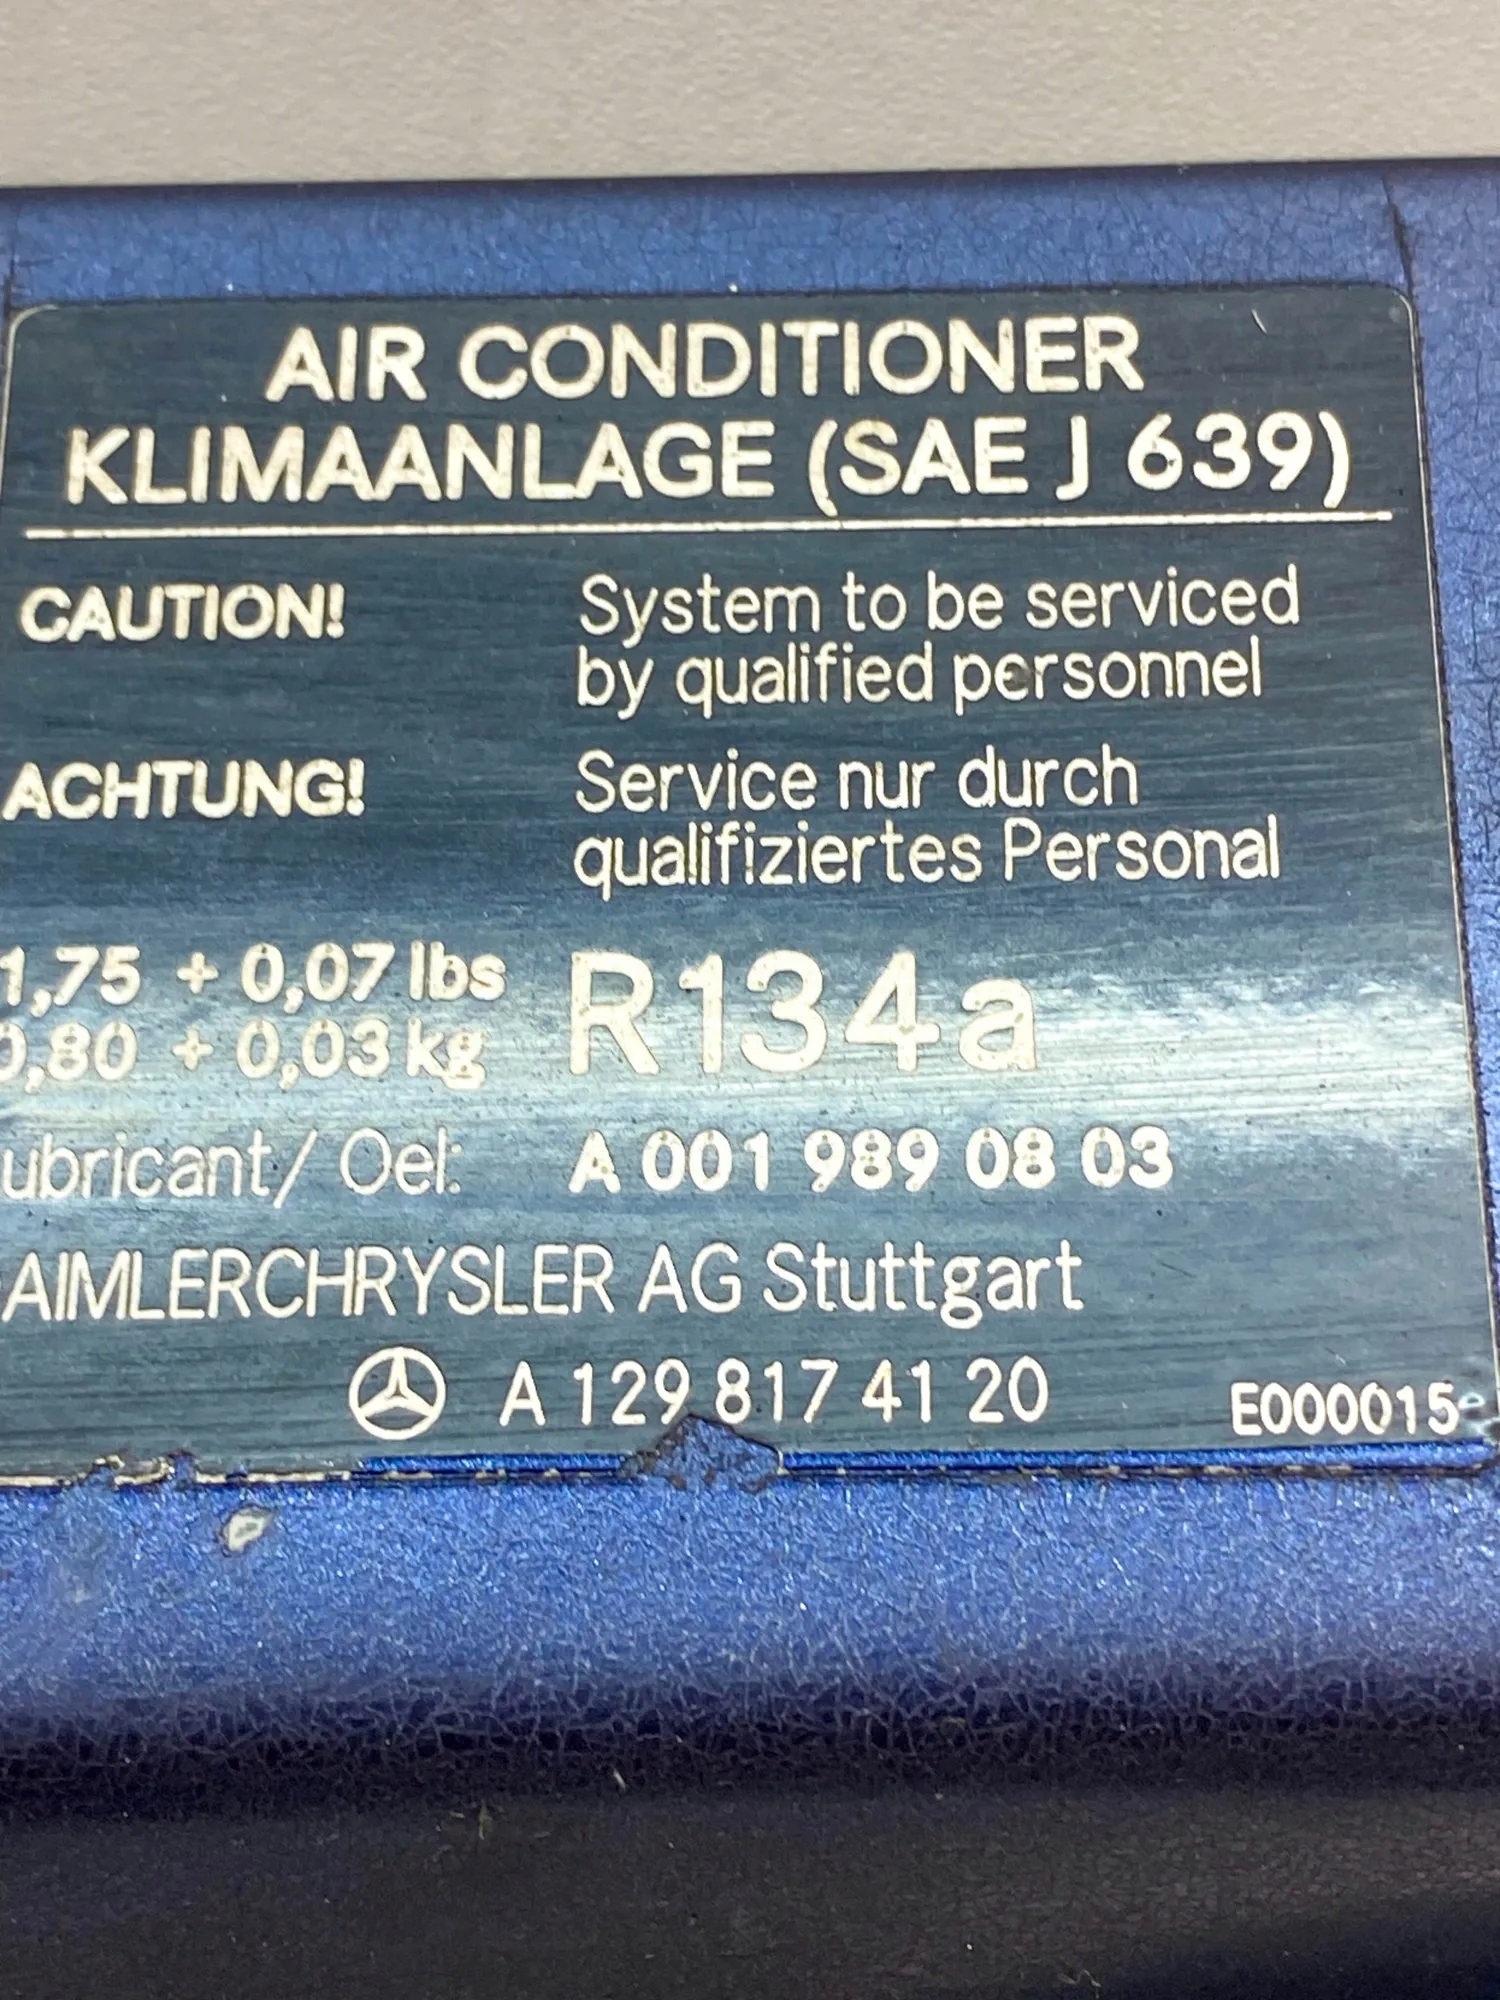 AIR CONDITIONER
KLIMAANLAGE (SAE J 639)
CAUTION! System to be serviced
by qualified personnel
ACHTUNG! Service nur durch
qualifiziertes Personal
1,75 + 0,07 lbs R134a
0,80 + 0,03 kg
ubricant/ Oel: A 001 989 08 03
AIMLERCHRYSLER AG Stuttgart
A 129 817 41 20 E000015